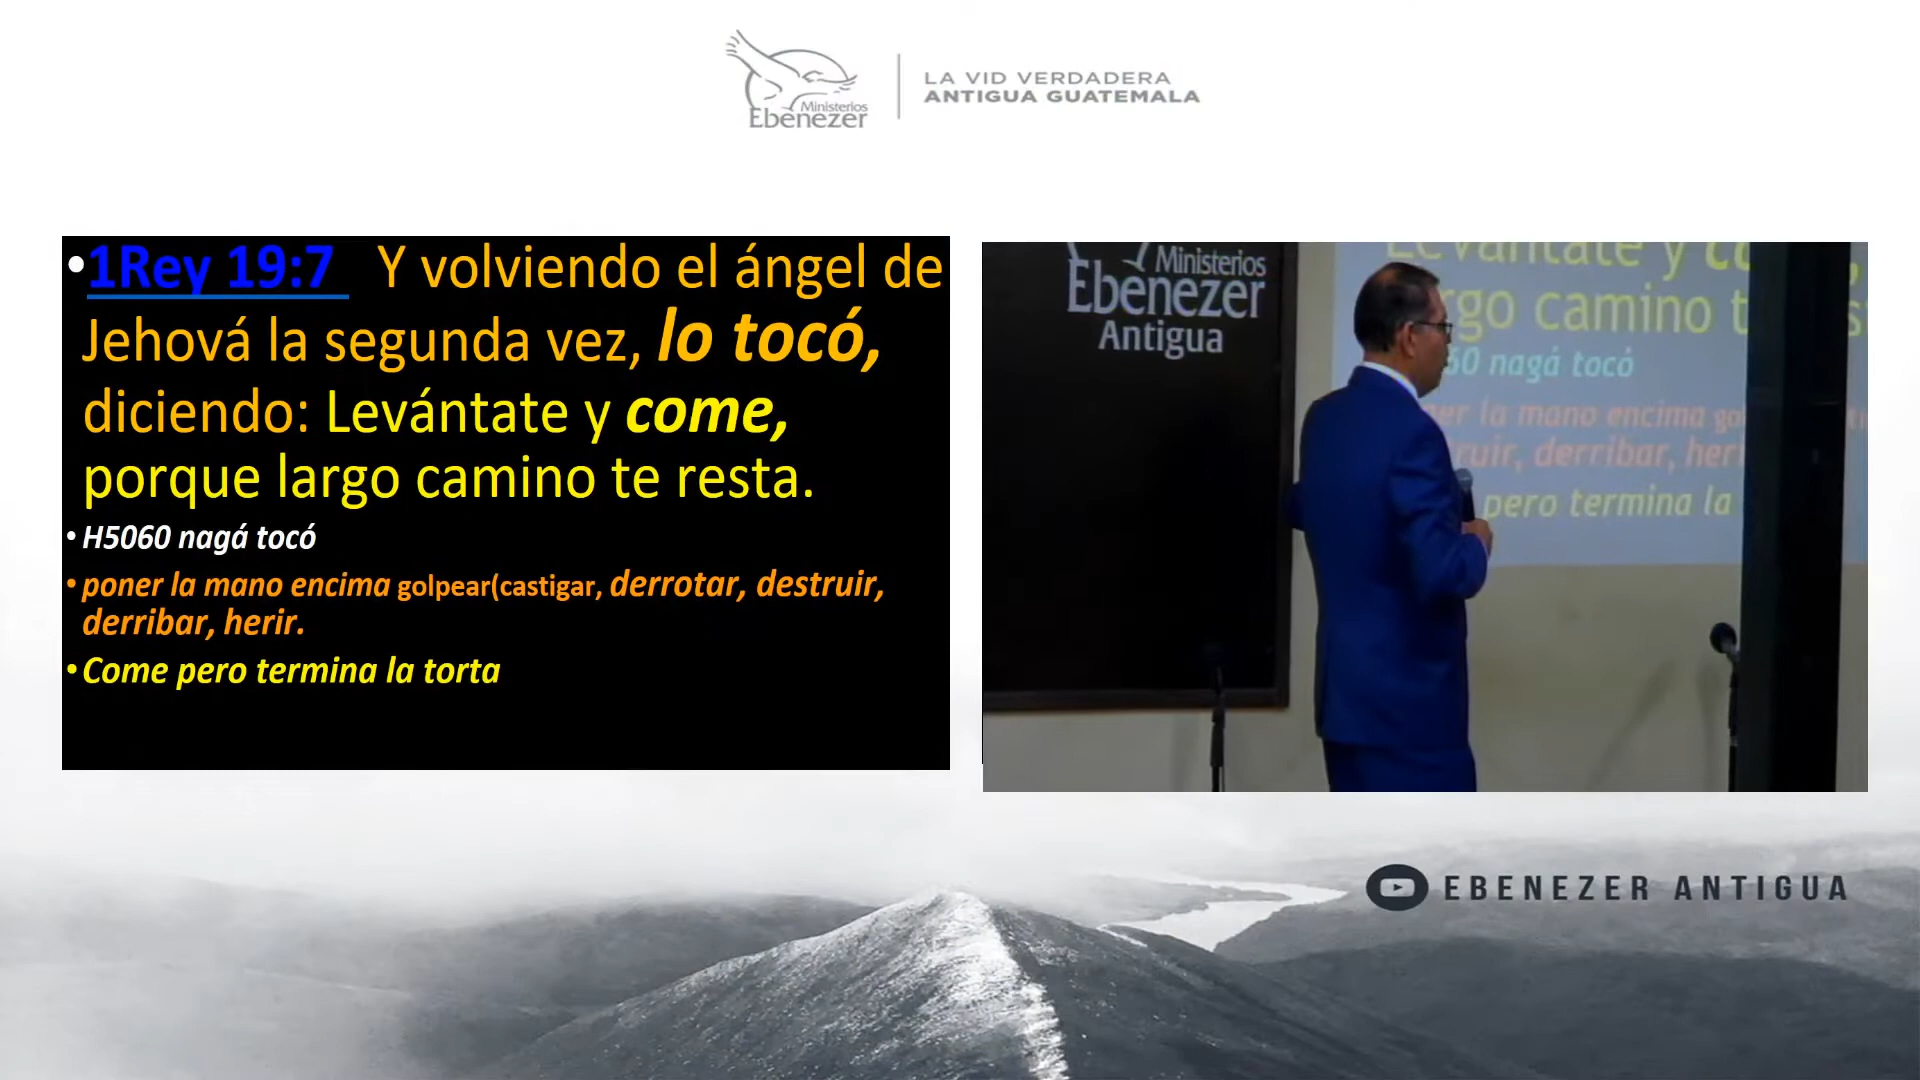 Ministerios
Ebenezer
LA VID VERDADERA
ANTIGUA GUATEMALA
•1Rey 19:7 Y volviendo el ángel de
Jehová la segunda vez, lo tocó,
diciendo: Levántate y come,
porque largo camino te resta.
• H5060 nagá tocó
• poner la mano encima golpear(castigar, derrotar, destruir,
derribar, herir.
• Come pero termina la torta
Ministerios
Ebenezer
Antigua
Levántate y
camino
nagá tocó
la mano encima
derribar,
pero termina la
EBENEZER ANTIGUA